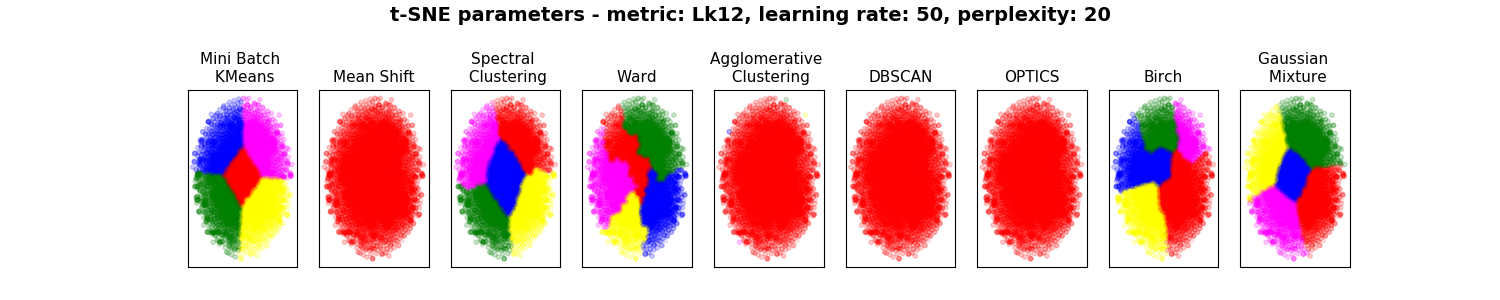 t-SNE parameters - metric: Lk12, learning rate: 50, perplexity: 20
Mini Batch
KMeans
Mean Shift
Spectral
Clustering
Ward
Agglomerative
Clustering
DBSCAN
OPTICS
Birch
Gaussian
Mixture